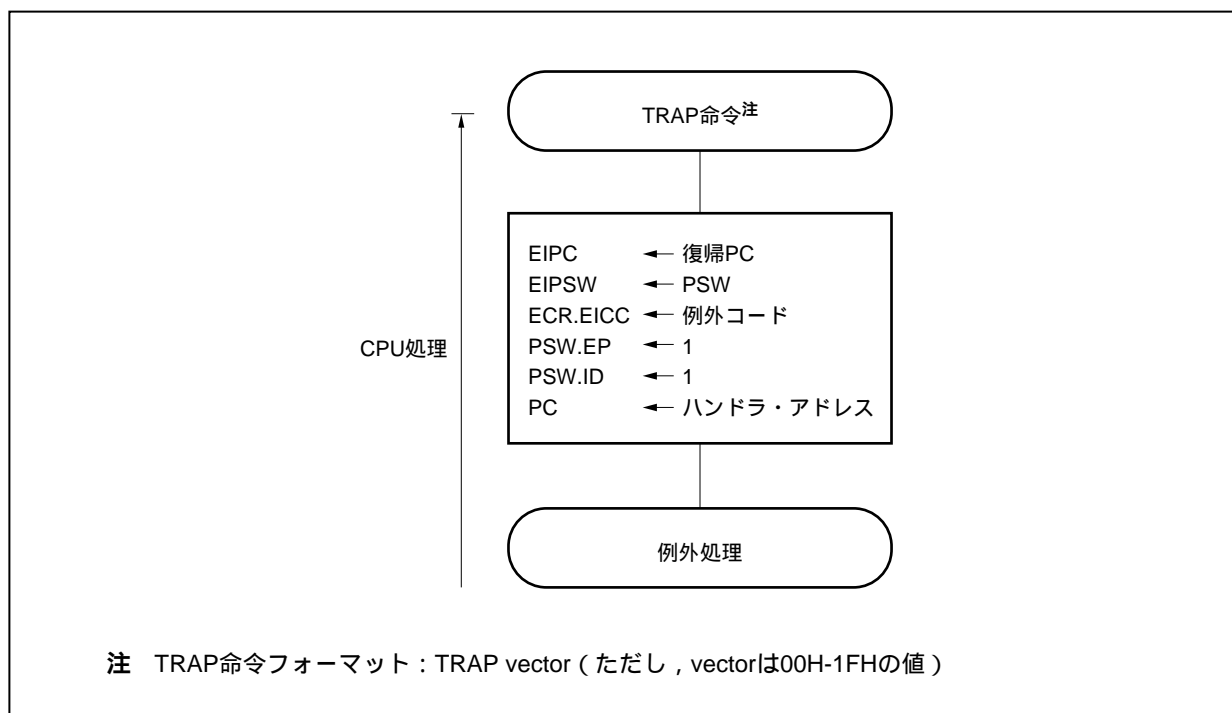 TRAP命令注
CPU処理
EIPC ← 復帰PC
EIPSW ← PSW
ECR.EICC ← 例外コード
PSW.EP ← 1
PSW.ID ← 1
PC ← ハンドラ・アドレス
例外処理
注 TRAP命令フォーマット：TRAP vector（ただし，vectorは00H-1FHの値）